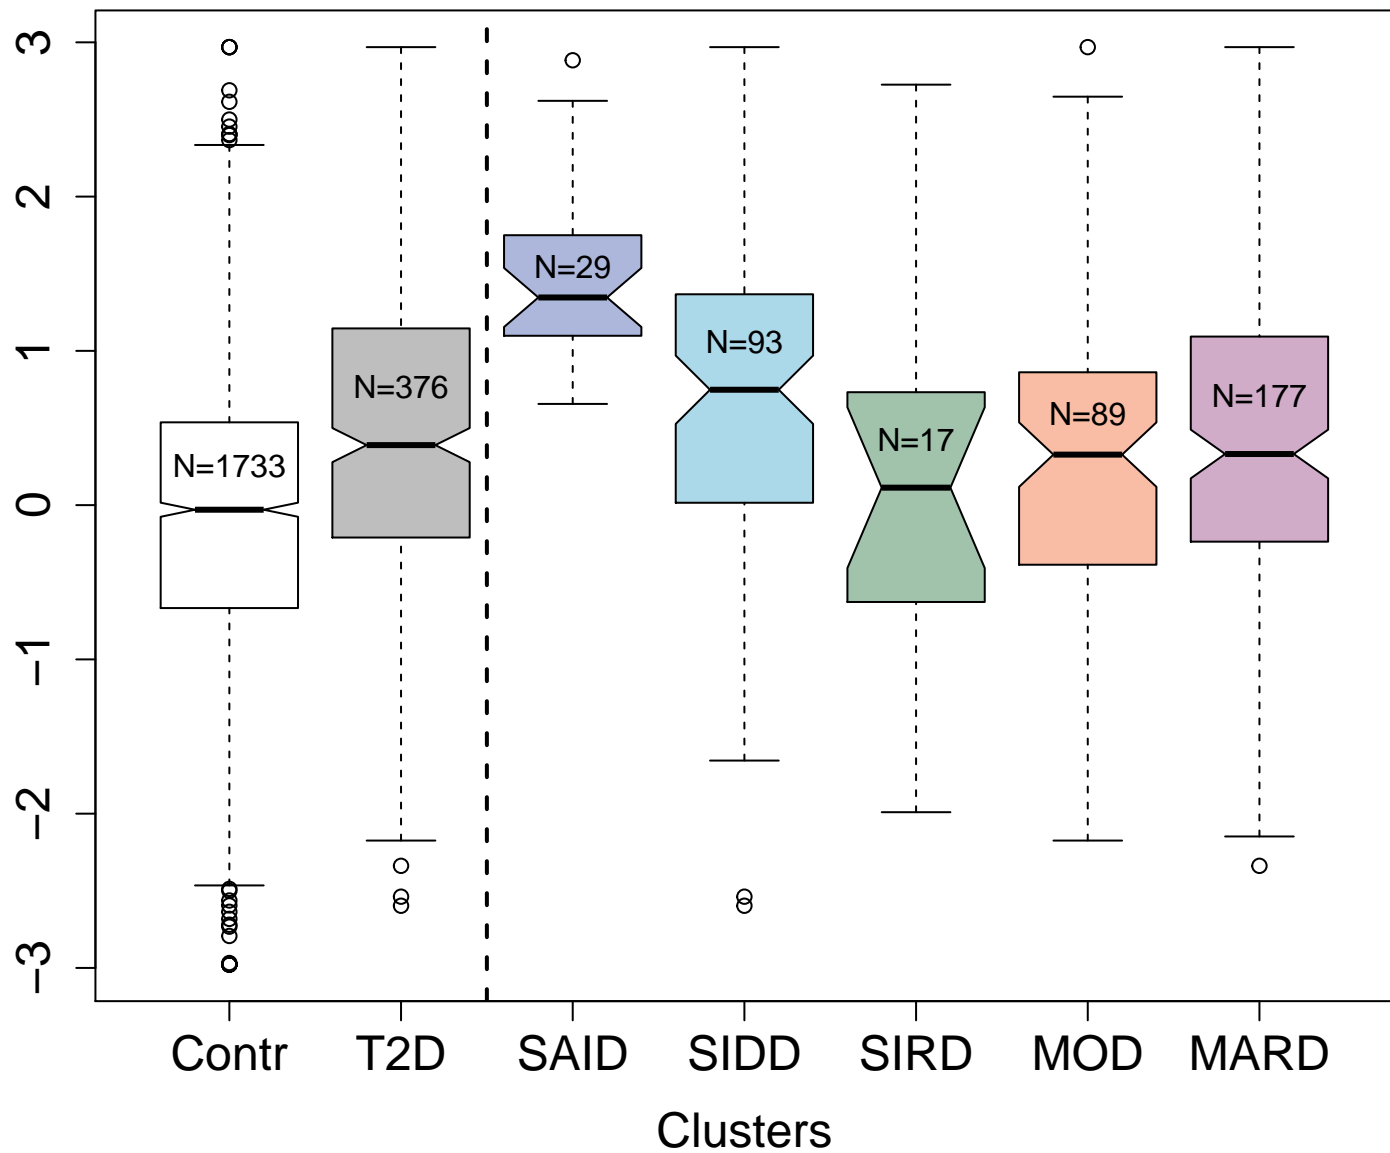 3
2
1
0
−1
−2
−3
N=1733
N=376
N=29
N=93
N=17
N=89
N=177
Contr T2D SAID SIDD SIRD MOD MARD
Clusters